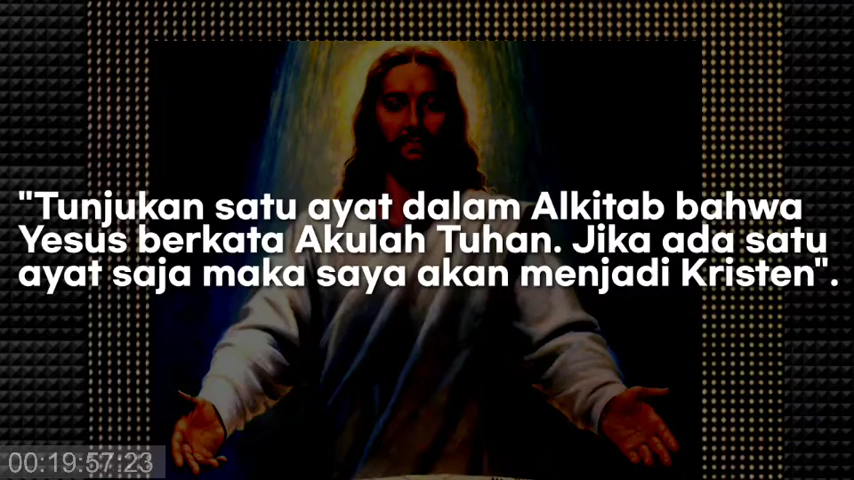 "Tunjukan satu ayat dalam Alkitab bahwa
Yesus berkata Akulah Tuhan. Jika ada satu
ayat saja maka saya akan menjadi Kristen".
00:19:57:23